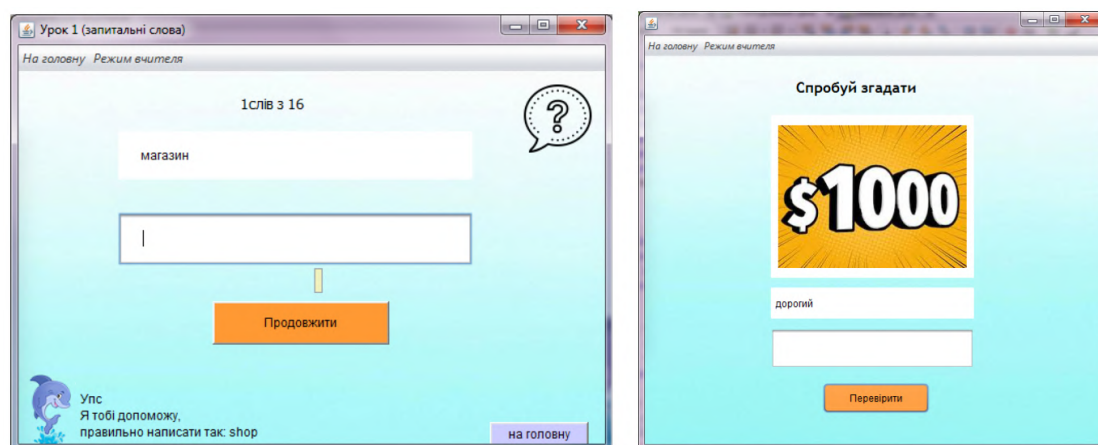 Урок 1 (запитальні слова)
На головну Режим вчителя
1слів з 16
магазин
Продовжити
Упс
Я тобі допоможу,
правильно написати так: shop
на головну
На головну Режим вчителя
Спробуй згадати
$1000
дорогий
Перевірити